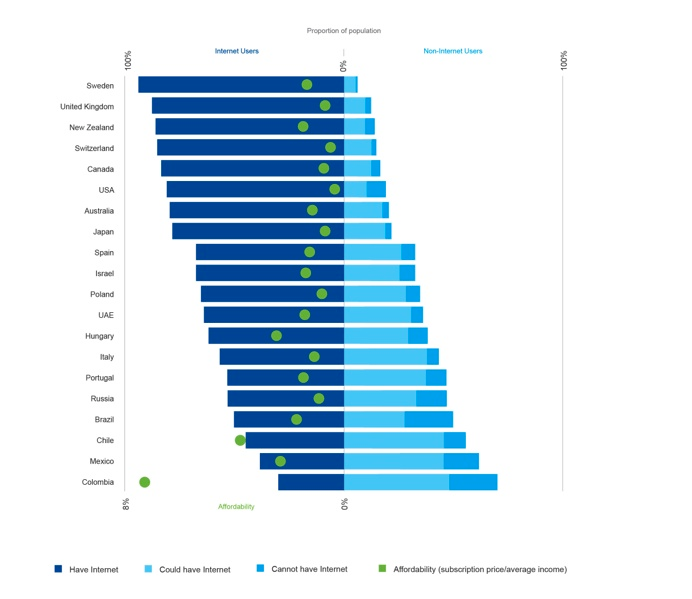 Proportion of population
Internet Users
Non-Internet Users
100%
0%
100%
Sweden
United Kingdom
New Zealand
Switzerland
Canada
USA
Australia
Japan
Spain
Israel
Poland
UAE
Hungary
Italy
Portugal
Russia
Brazil
Chile
Mexico
Colombia
8%
Affordability
0%
Have Internet
Could have Internet
Cannot have Internet
Affordability (subscription price/average income)